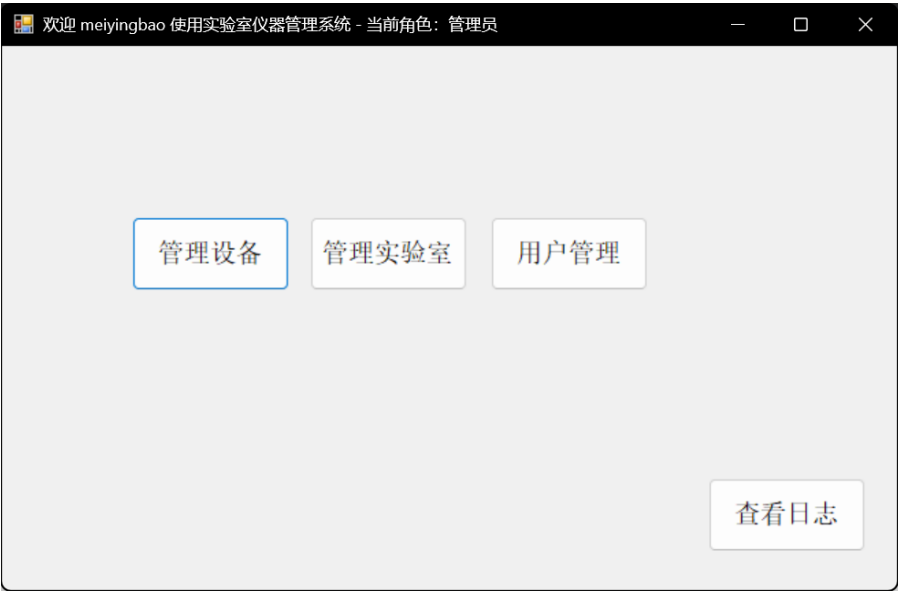 欢迎 meiyingbao 使用实验室仪器管理系统 - 当前角色：管理员
管理设备
管理实验室
用户管理
查看日志